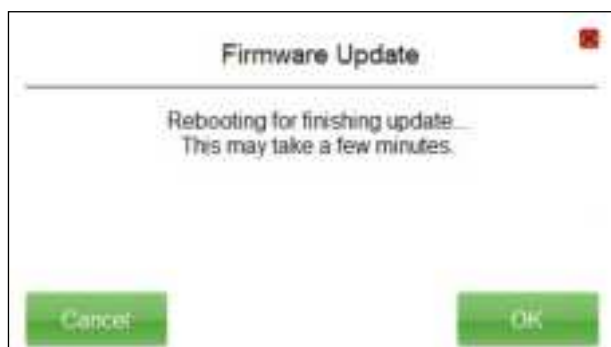 Firmware Update
Rebooting for finishing update...
This may take a few minutes.
Cancel
OK